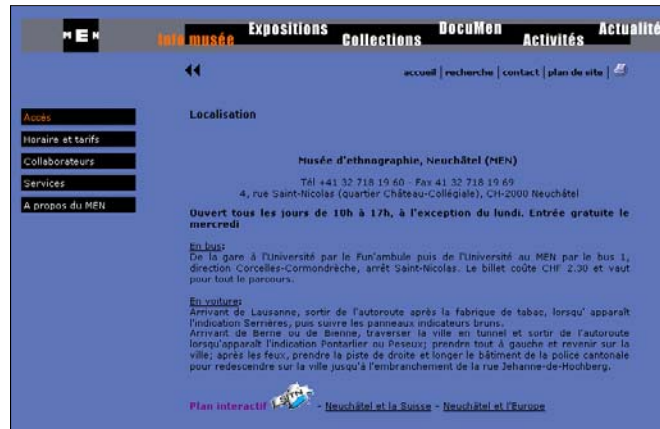 MEN
Info musée Expositions Collections DocuMen Activités Actualité
accueil | recherche | contact | plan du site |
Accès
Horaire et tarifs
Collaborateurs
Services
A propos du MEN
Localisation
Musée d'ethnographie, Neuchâtel (MEN)
Tél +41 32 718 19 60 - Fax 41 32 718 19 69
4, rue Saint-Nicolas (quartier Château-Collégiale), CH-2000 Neuchâtel
Ouvert tous les jours de 10h à 17h, à l'exception du lundi. Entrée gratuite le
mercredi
En bus:
De la gare à l'Université par le Fun'ambule puis de l'Université au MEN par le bus 1,
direction Corcelles-Cormondrèche, arrêt Saint-Nicolas. Le billet coûte CHF 2.30 et vaut
pour tout le parcours.
En voiture:
Arrivant de Lausanne, sortir de l'autoroute après la fabrique de tabac, lorsqu' apparaît
l'indication Serrières, puis suivre les panneaux indicateurs bruns.
Arrivant de Berne ou de Bienne, traverser la ville en tunnel et sortir de l'autoroute
lorsqu'apparaît l'indication Pontarlier ou Peseux; prendre tout à gauche et revenir sur la
ville; après les feux, prendre la piste de droite et longer le bâtiment de la police cantonale
pour redescendre sur la ville jusqu'à l'embranchement de la rue Jehanne-de-Hochberg.
Plan interactif - Neuchâtel et la Suisse - Neuchâtel et l'Europe